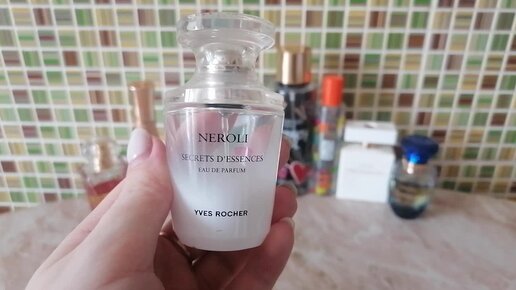 NEROLI
SECRETS D'ESSENCES
EAU DE PARFUM
YVES ROCHER